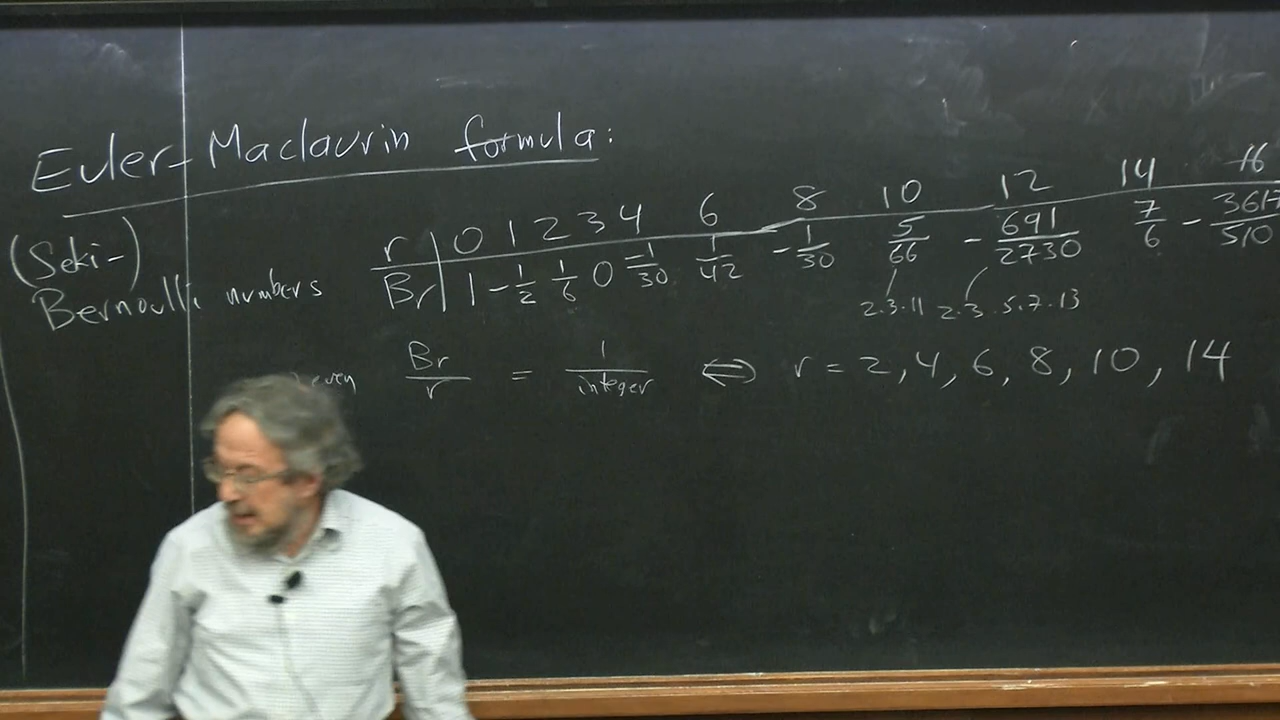 Euler-Maclaurin formula:
(Seki-)
Bernoulli numbers
r | 0 1 2 3 4 6 8 10 12 14 16
Br | 1 -1/2 1/6 0 -1/30 1/42 -1/30 5/66 -691/2730 7/6 -3617/510
2.3.11 2.3.5.7.13
even Br/r = 1/integer ⟺ r = 2, 4, 6, 8, 10, 14